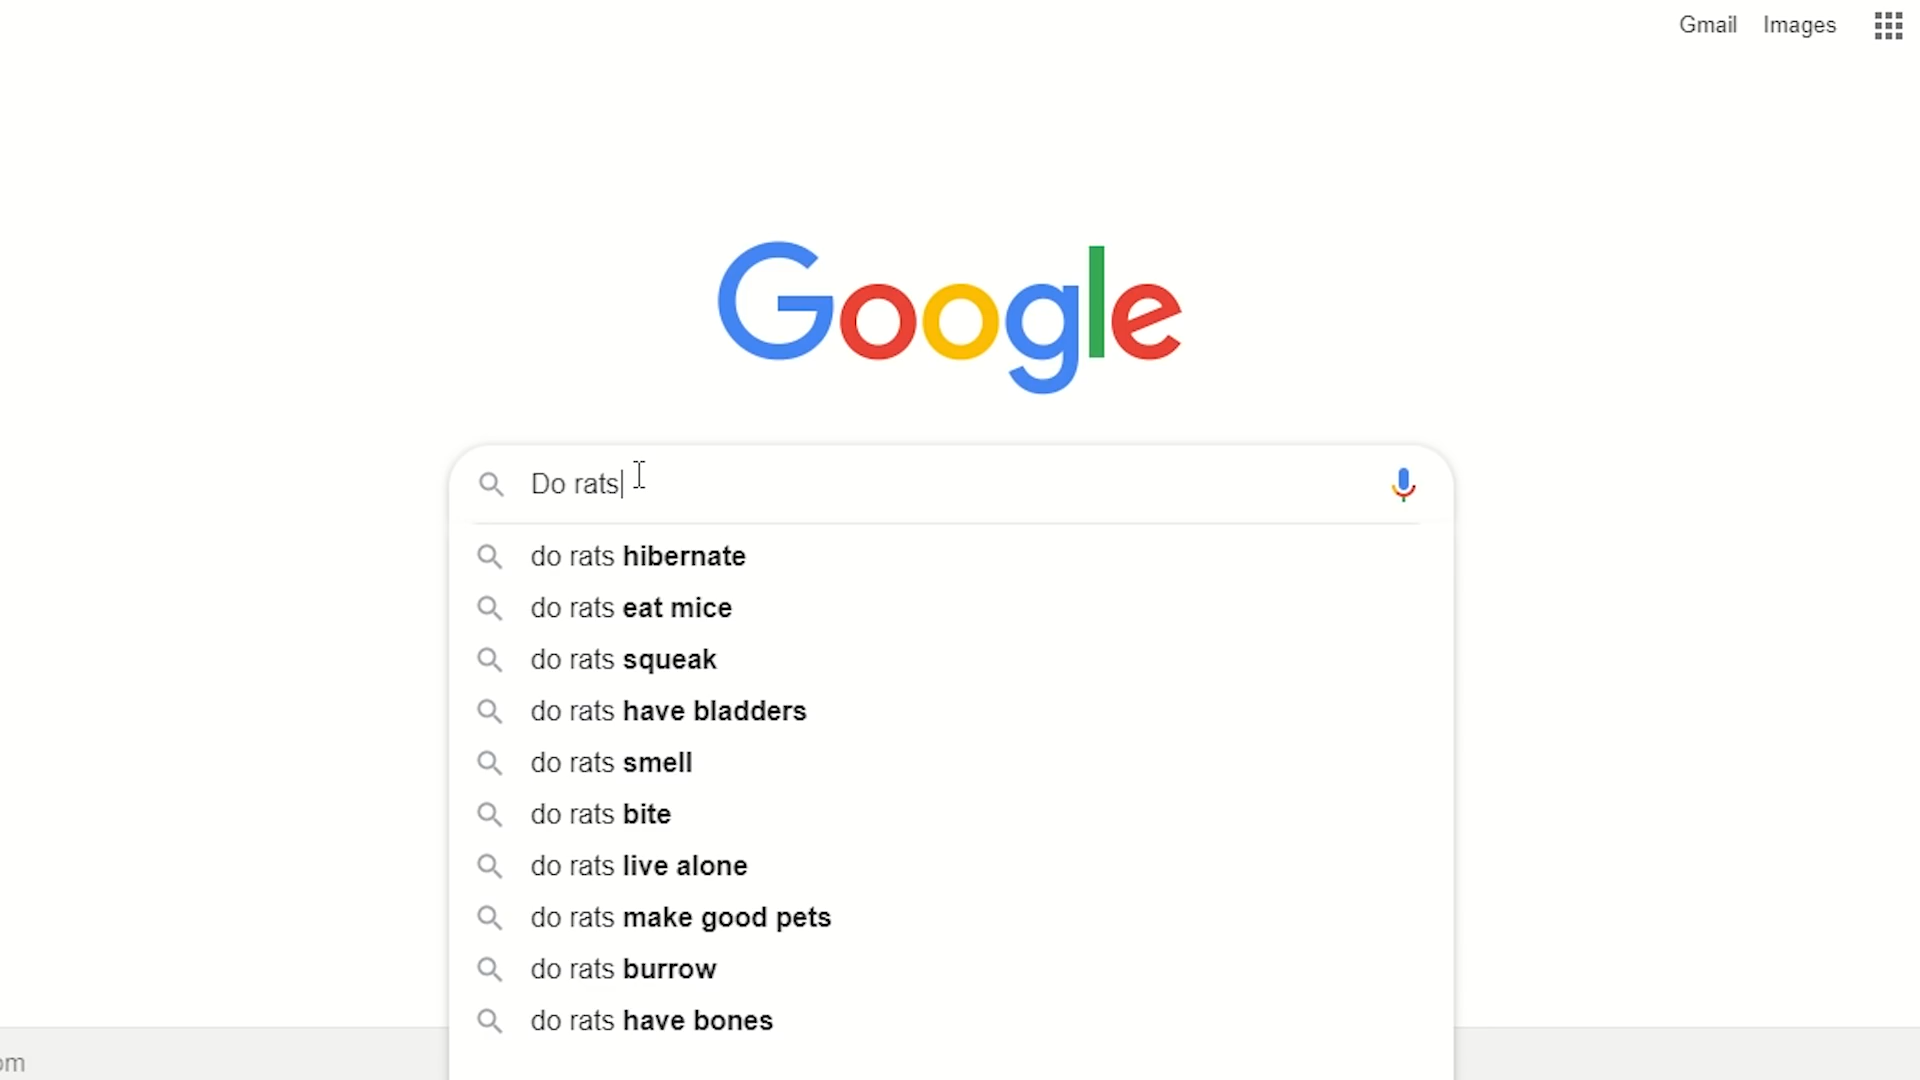 Gmail Images
Google
Do rats
do rats hibernate
do rats eat mice
do rats squeak
do rats have bladders
do rats smell
do rats bite
do rats live alone
do rats make good pets
do rats burrow
do rats have bones
om